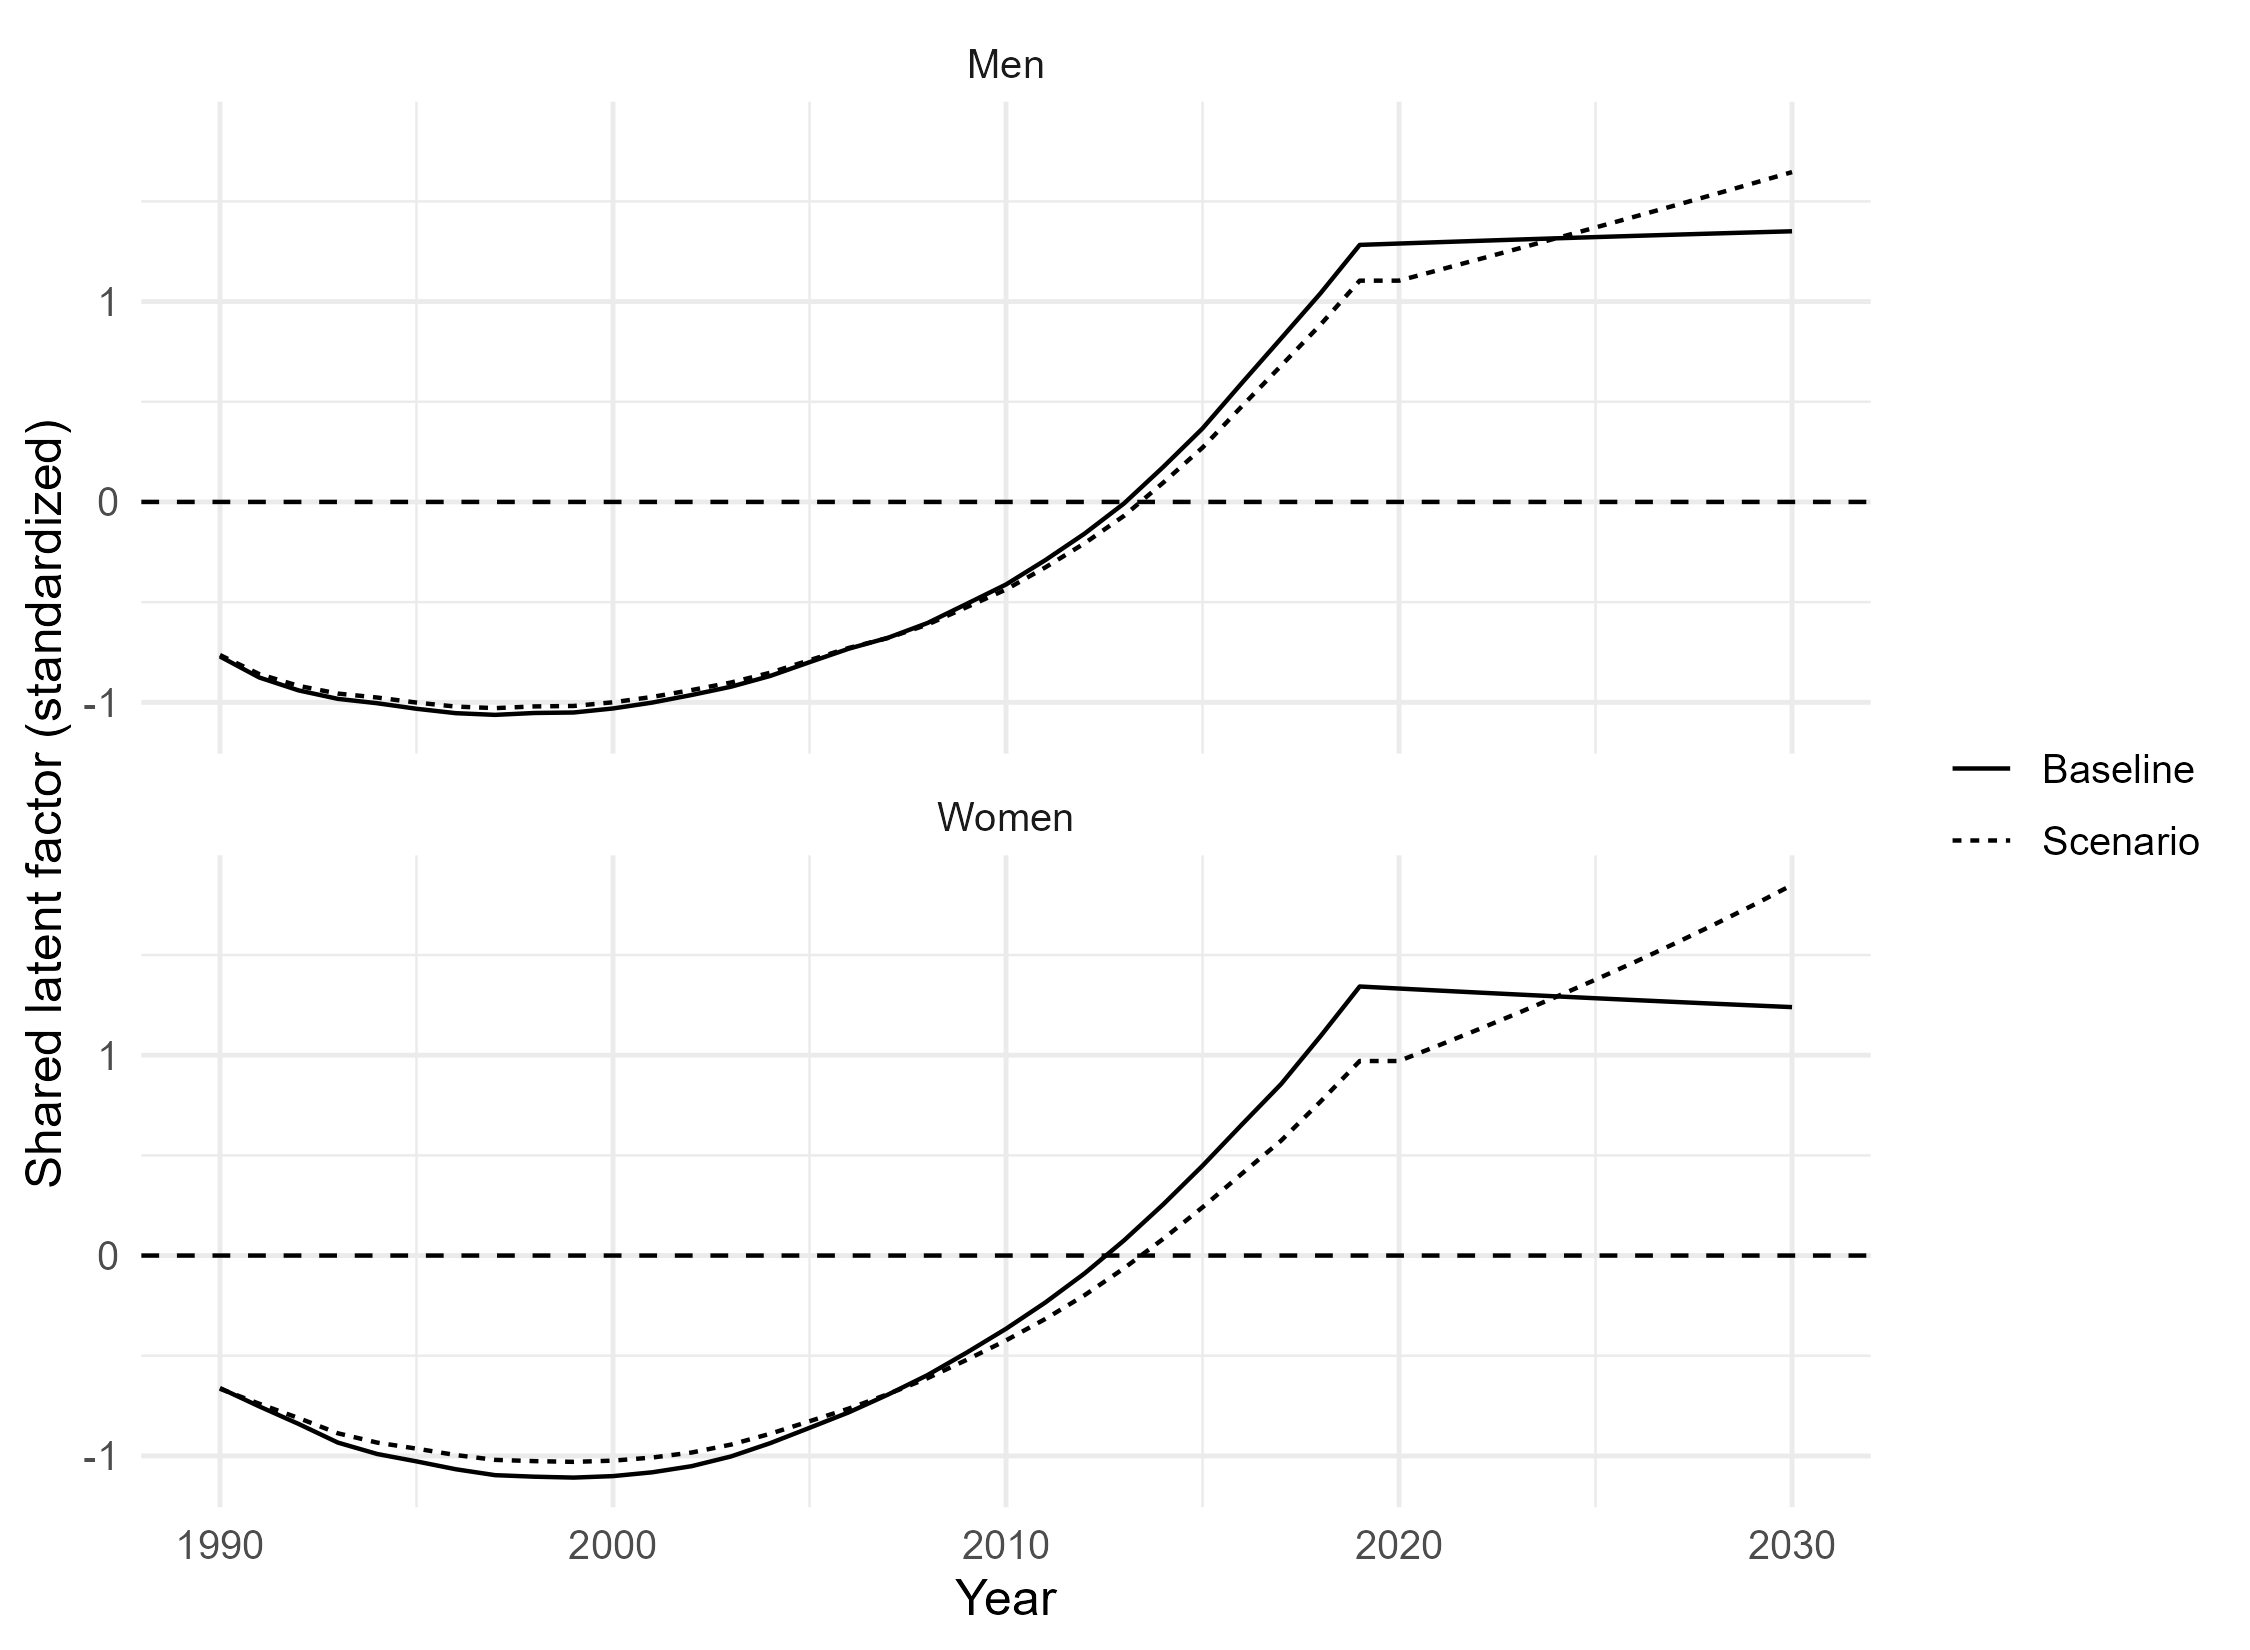 Men
1
0
-1
Shared latent factor (standardized)
Women
1
0
-1
1990 2000 2010 2020 2030
Year
Baseline
Scenario